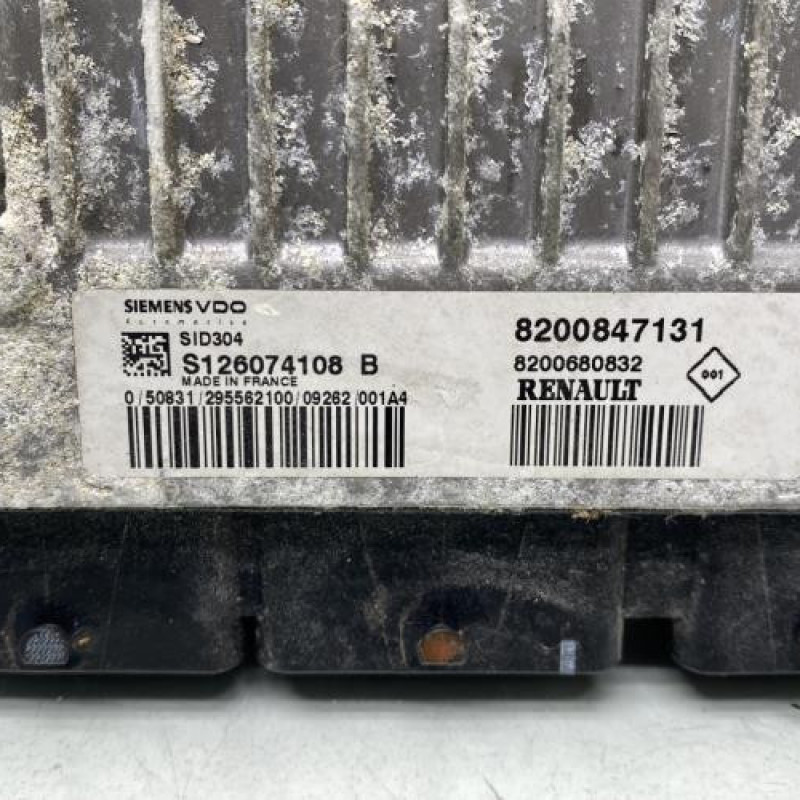 SIEMENS VDO
Automotive
SID304
S126074108 B
MADE IN FRANCE
0/50831/295562100/09262/001A4
8200847131
8200680832
RENAULT
001